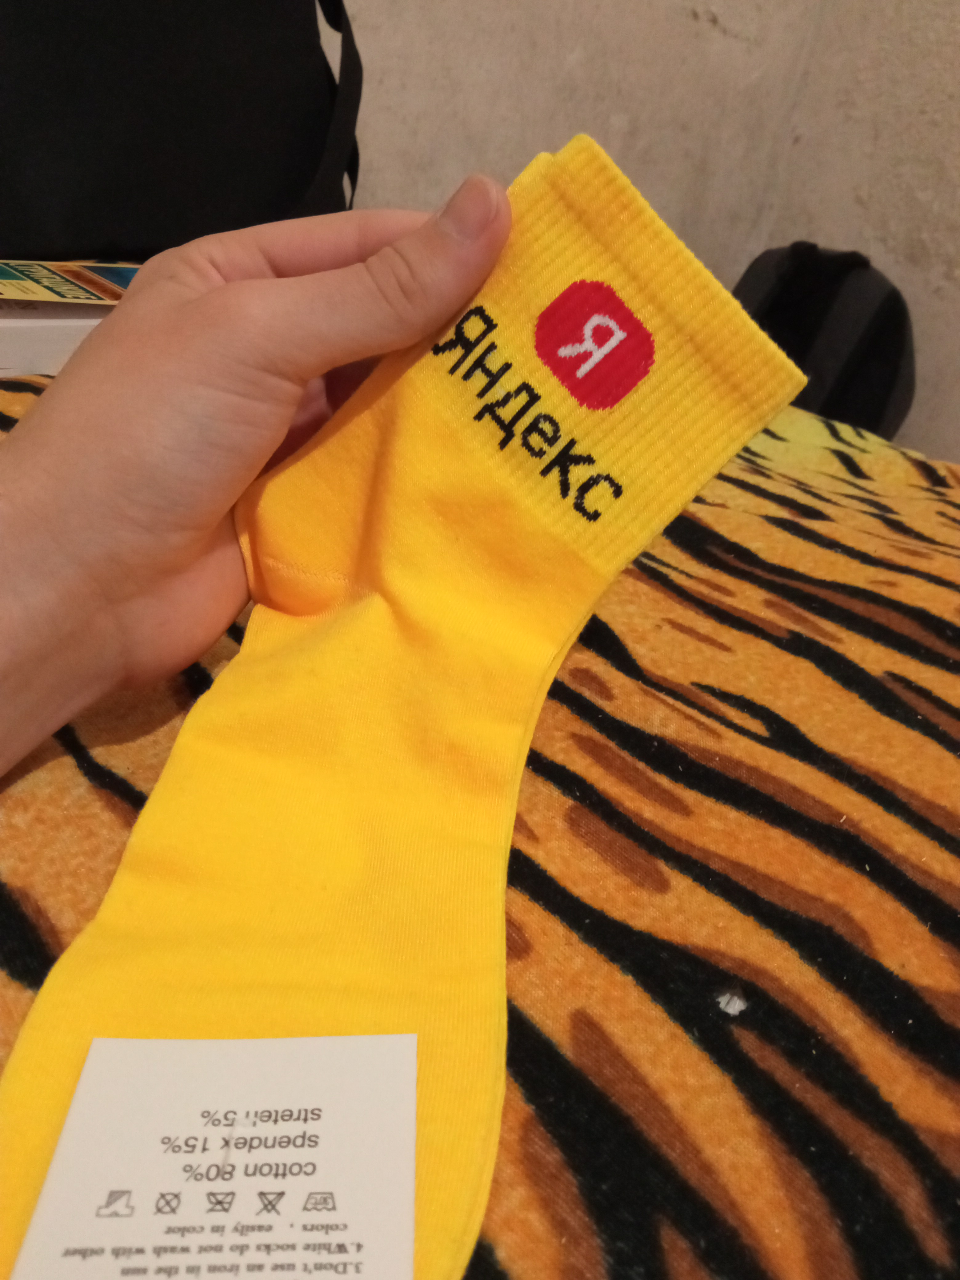 Я
Яндекс
3.Don't use an iron in the sun
4.White socks do not wash with other
colors , easily in color
cotton 80%
spendex 15%
streth 5%